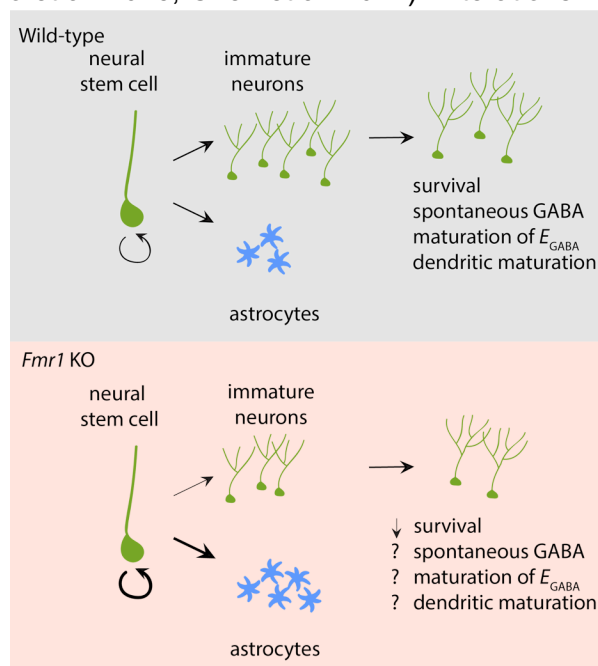 Wild-type
neural
stem cell
immature
neurons
survival
spontaneous GABA
maturation of EGABA
dendritic maturation
astrocytes
Fmr1 KO
neural
stem cell
immature
neurons
↓ survival
? spontaneous GABA
? maturation of EGABA
? dendritic maturation
astrocytes